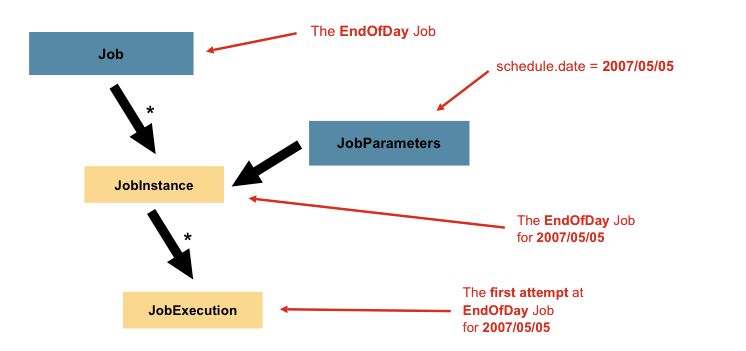 The EndOfDay Job
Job
schedule.date = 2007/05/05
*
JobParameters
JobInstance
The EndOfDay Job
for 2007/05/05
*
The first attempt at
EndOfDay Job
for 2007/05/05
JobExecution